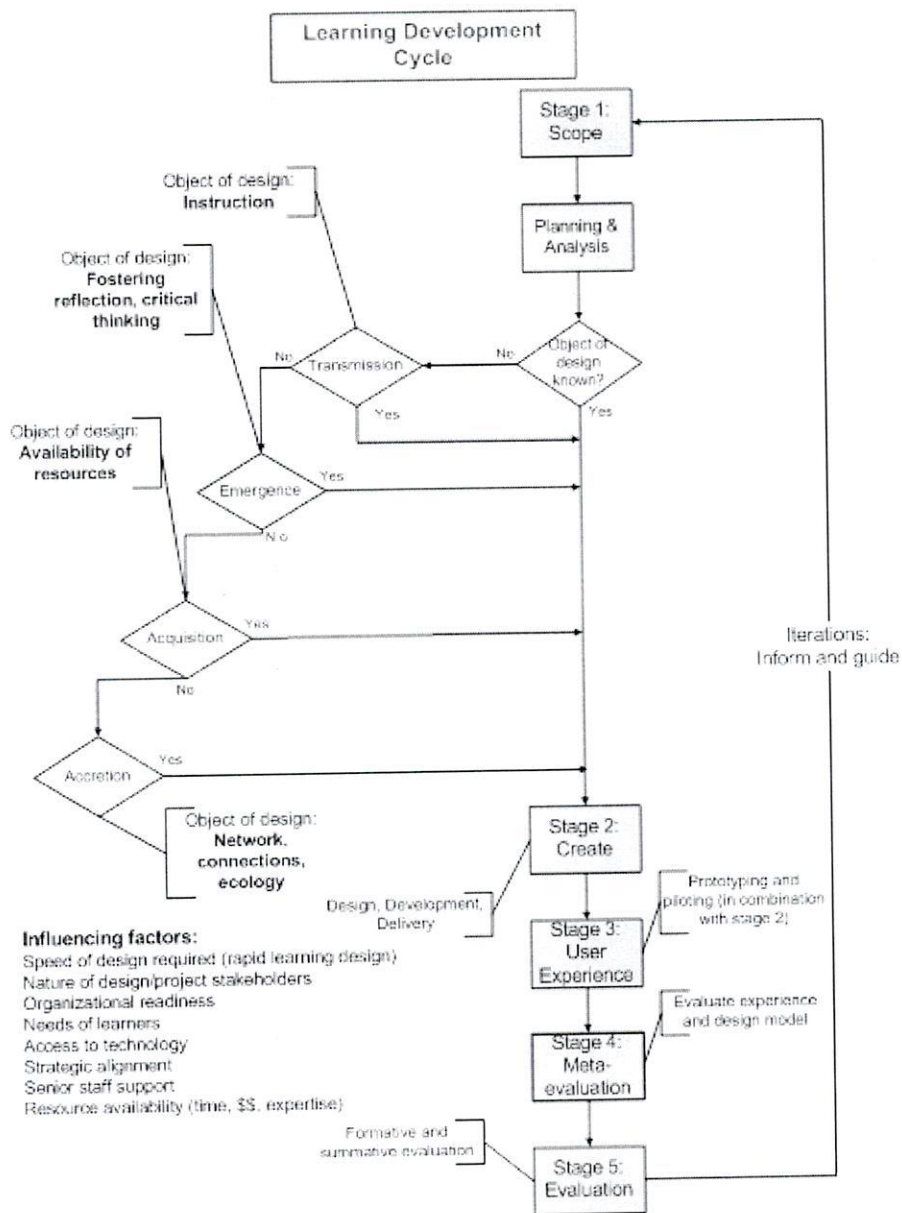 Learning Development
Cycle
Stage 1:
Scope
Planning &
Analysis
Object of design:
Instruction
Object of design:
Fostering
reflection, critical
thinking
Object of
design
known?
No
Yes
Transmission
No
Yes
Object of design:
Availability of
resources
Emergence
Yes
No
Acquisition
Yes
No
Accretion
Yes
Object of design:
Network,
connections,
ecology
Iterations:
Inform and guide
Stage 2:
Create
Design, Development,
Delivery
Prototyping and
piloting (in combination
with stage 2)
Stage 3:
User
Experience
Evaluate experience
and design model
Stage 4:
Meta-
evaluation
Formative and
summative evaluation
Stage 5:
Evaluation
Influencing factors:
Speed of design required (rapid learning design)
Nature of design/project stakeholders
Organizational readiness
Needs of learners
Access to technology
Strategic alignment
Senior staff support
Resource availability (time, $$, expertise)